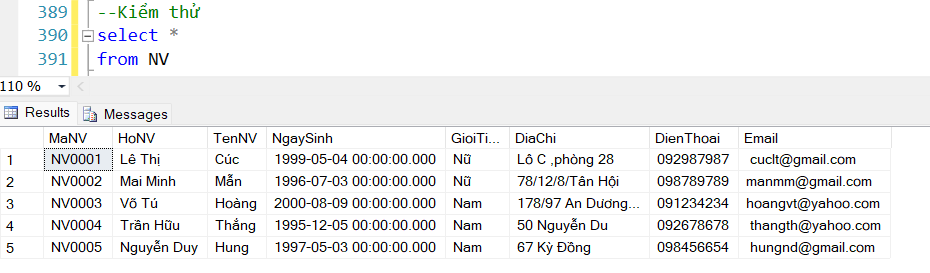 389 --Kiểm thử
390 select *
391 from NV
110 %
Results Messages
MaNV HoNV TenNV NgaySinh GioiTi... DiaChi DienThoai Email
1 NV0001 Lê Thị Cúc 1999-05-04 00:00:00.000 Nữ Lô C ,phòng 28 092987987 cuclt@gmail.com
2 NV0002 Mai Minh Mẫn 1996-07-03 00:00:00.000 Nữ 78/12/8/Tân Hội 098789789 manmm@gmail.com
3 NV0003 Võ Tú Hoàng 2000-08-09 00:00:00.000 Nam 178/97 An Dương... 091234234 hoangvt@yahoo.com
4 NV0004 Trần Hữu Thắng 1995-12-05 00:00:00.000 Nam 50 Nguyễn Du 092678678 thangth@yahoo.com
5 NV0005 Nguyễn Duy Hung 1997-05-03 00:00:00.000 Nam 67 Kỳ Đồng 098456654 hungnd@gmail.com